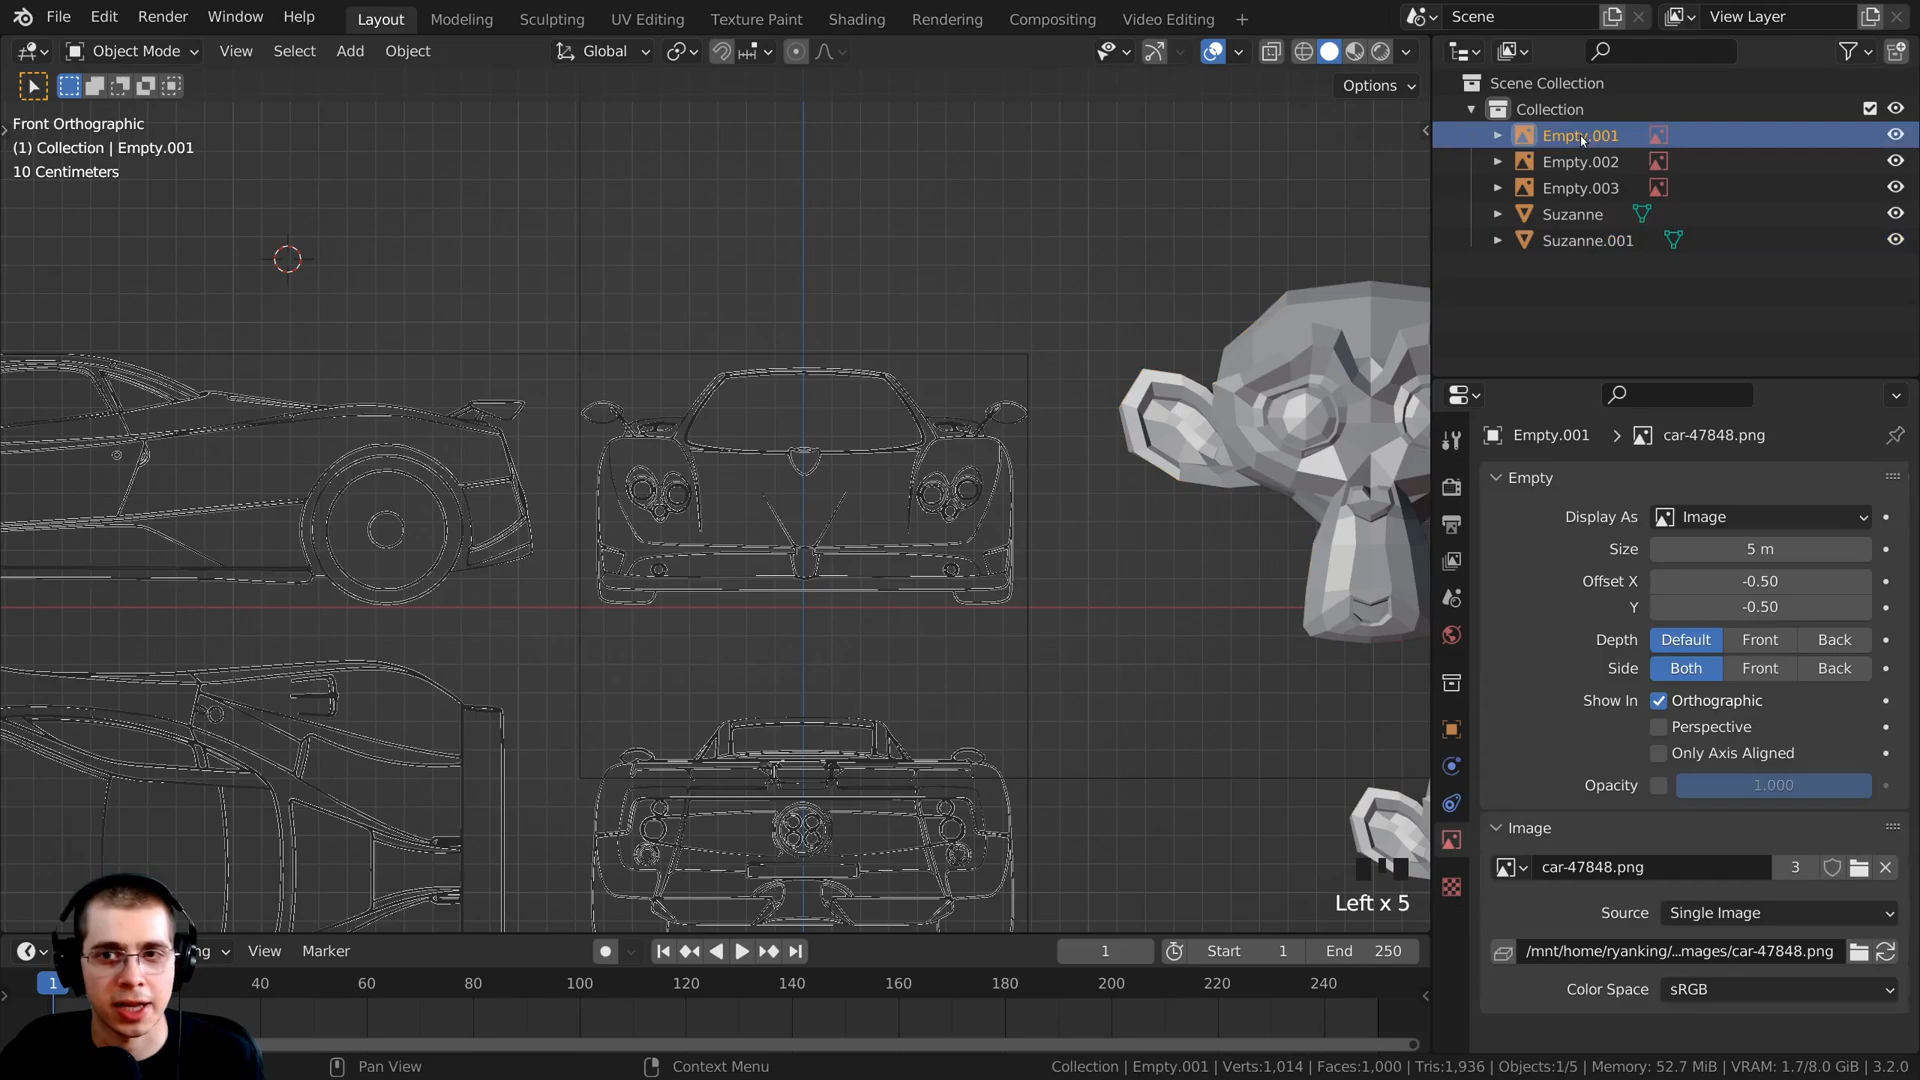 File Edit Render Window Help Layout Modeling Sculpting UV Editing Texture Paint Shading Rendering Compositing Video Editing + Scene View Layer
Object Mode View Select Add Object Global
Options
Front Orthographic
(1) Collection | Empty.001
10 Centimeters
Scene Collection
Collection
Empty.001
Empty.002
Empty.003
Suzanne
Suzanne.001
Empty.001 > car-47848.png
Empty
Display As Image
Size 5 m
Offset X -0.50
Y -0.50
Depth Default Front Back
Side Both Front Back
Show In Orthographic
Perspective
Only Axis Aligned
Opacity 1.000
Image
car-47848.png 3
Source Single Image
/mnt/home/ryanking/...mages/car-47848.png
Color Space sRGB
Left x 5
View Marker 1 Start 1 End 250
1 40 60 80 100 120 140 160 180 200 220 240
Pan View Context Menu Collection | Empty.001 | Verts:1,014 | Faces:1,000 | Tris:1,936 | Objects:1/5 | Memory: 52.7 MiB | VRAM: 1.7/8.0 GiB | 3.2.0